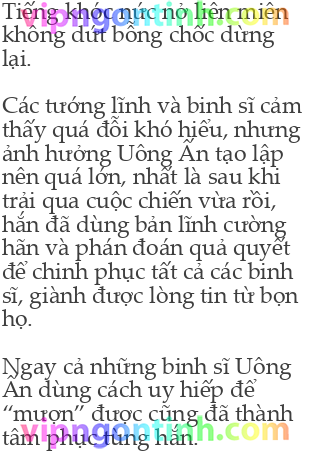 Tiếng khóc nức nở liên miên
không dứt bỗng chốc dừng
lại.
Các tướng lĩnh và binh sĩ cảm
thấy quá đỗi khó hiểu, nhưng
ảnh hưởng Uông Ấn tạo lập
nên quá lớn, nhất là sau khi
trải qua cuộc chiến vừa rồi,
hắn đã dùng bản lĩnh cường
hãn và phán đoán quả quyết
để chinh phục tất cả các binh
sĩ, giành được lòng tin từ bọn
họ.
Ngay cả những binh sĩ Uông
Ấn dùng cách uy hiếp để
“mượn” được cũng đã thành
tâm phục tùng hắn.
vipngontinh.com
vipngontinh.com